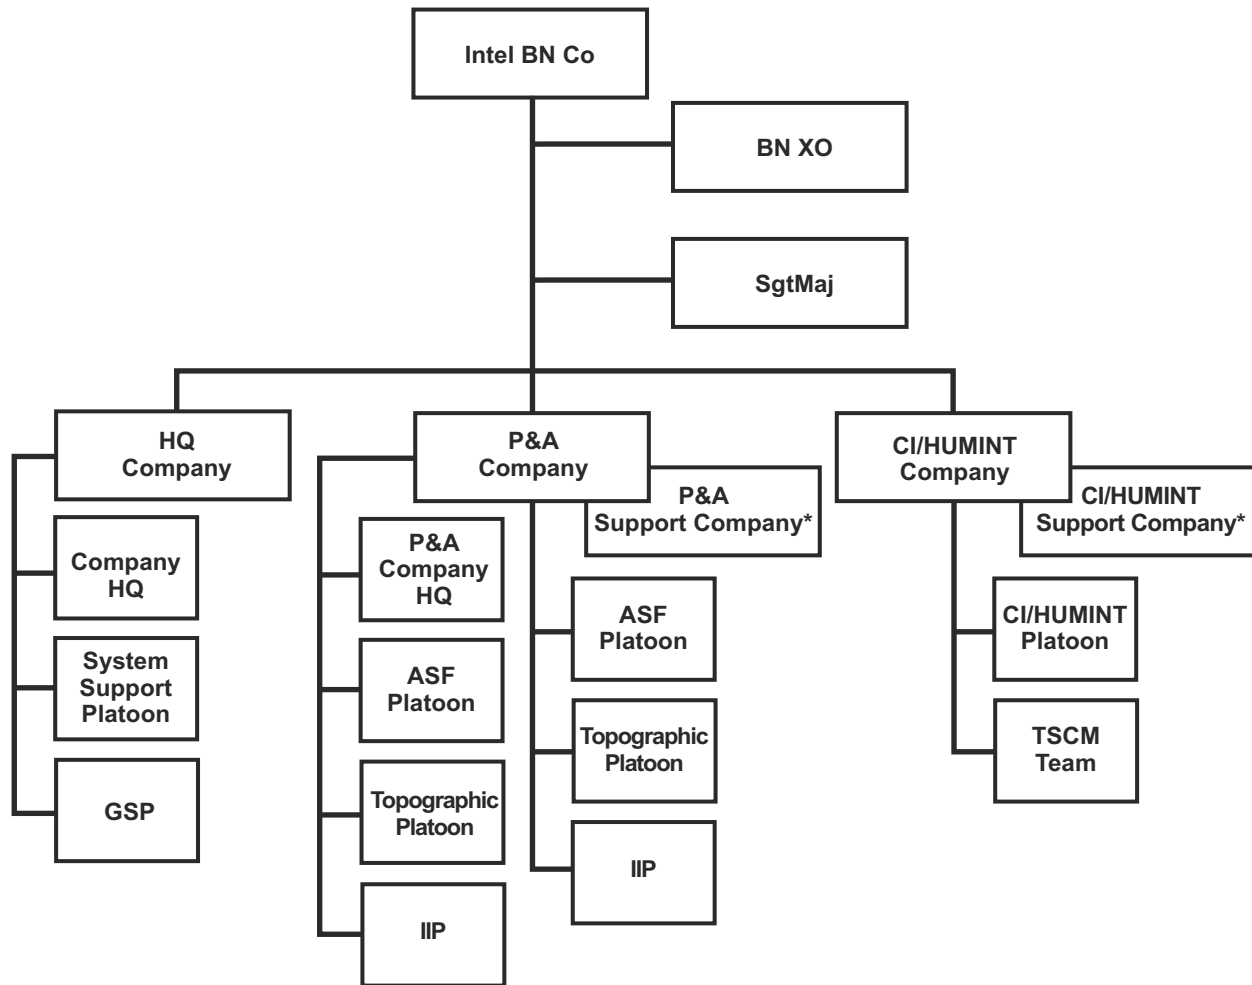 Intel BN Co
BN XO
SgtMaj
HQ
Company
P&A
Company
CI/HUMINT
Company
P&A
Support Company*
CI/HUMINT
Support Company*
Company
HQ
System
Support
Platoon
GSP
P&A
Company
HQ
ASF
Platoon
Topographic
Platoon
IIP
ASF
Platoon
Topographic
Platoon
IIP
CI/HUMINT
Platoon
TSCM
Team